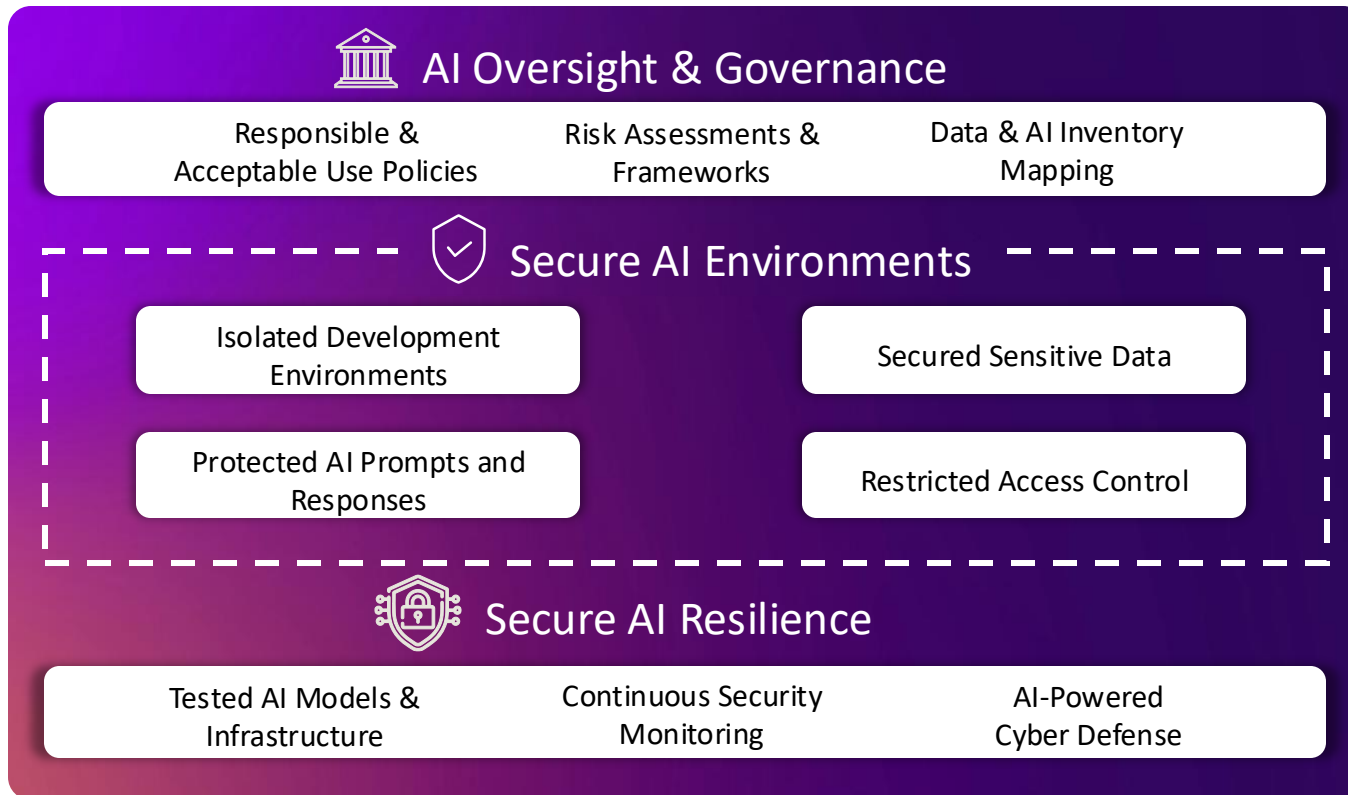 AI Oversight & Governance
Responsible &
Acceptable Use Policies
Risk Assessments &
Frameworks
Data & AI Inventory
Mapping
Secure AI Environments
Isolated Development
Environments
Secured Sensitive Data
Protected AI Prompts and
Responses
Restricted Access Control
Secure AI Resilience
Tested AI Models &
Infrastructure
Continuous Security
Monitoring
AI-Powered
Cyber Defense